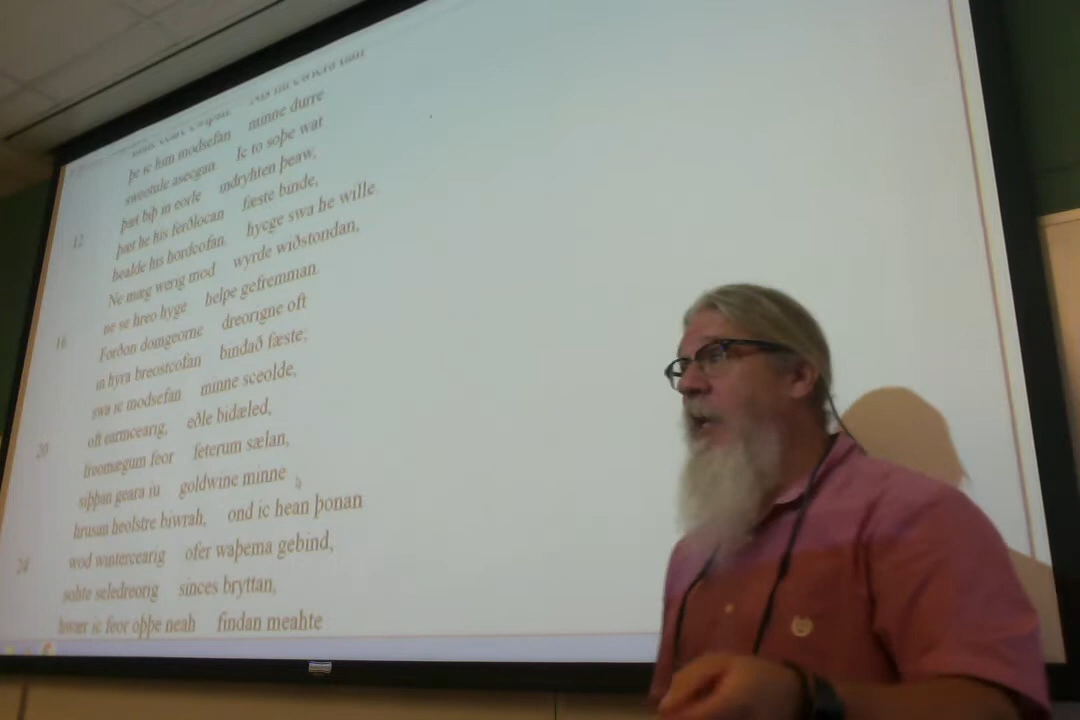 þe ic him modsefan minne durre
sweotule asecgan Ic to soþe wat
þæt biþ in eorle indryhten þeaw,
12 þæt he his ferðlocan fæste binde,
healde his hordcofan, hycge swa he wille.
Ne mæg werig mod wyrde wiðstondan,
ne se hreo hyge helpe gefremman.
16 Forðon domgeorne dreorigne oft
in hyra breostcofan bindað fæste;
swa ic modsefan minne sceolde,
oft earmcearig, eðle bidæled,
20 freomægum feor feterum sælan,
siþþan geara iu goldwine minne
hrusan heolstre biwrah, ond ic hean þonan
wod wintercearig ofer waþema gebind,
24 sohte seledreorig sinces bryttan,
hwær ic feor oþþe neah findan meahte